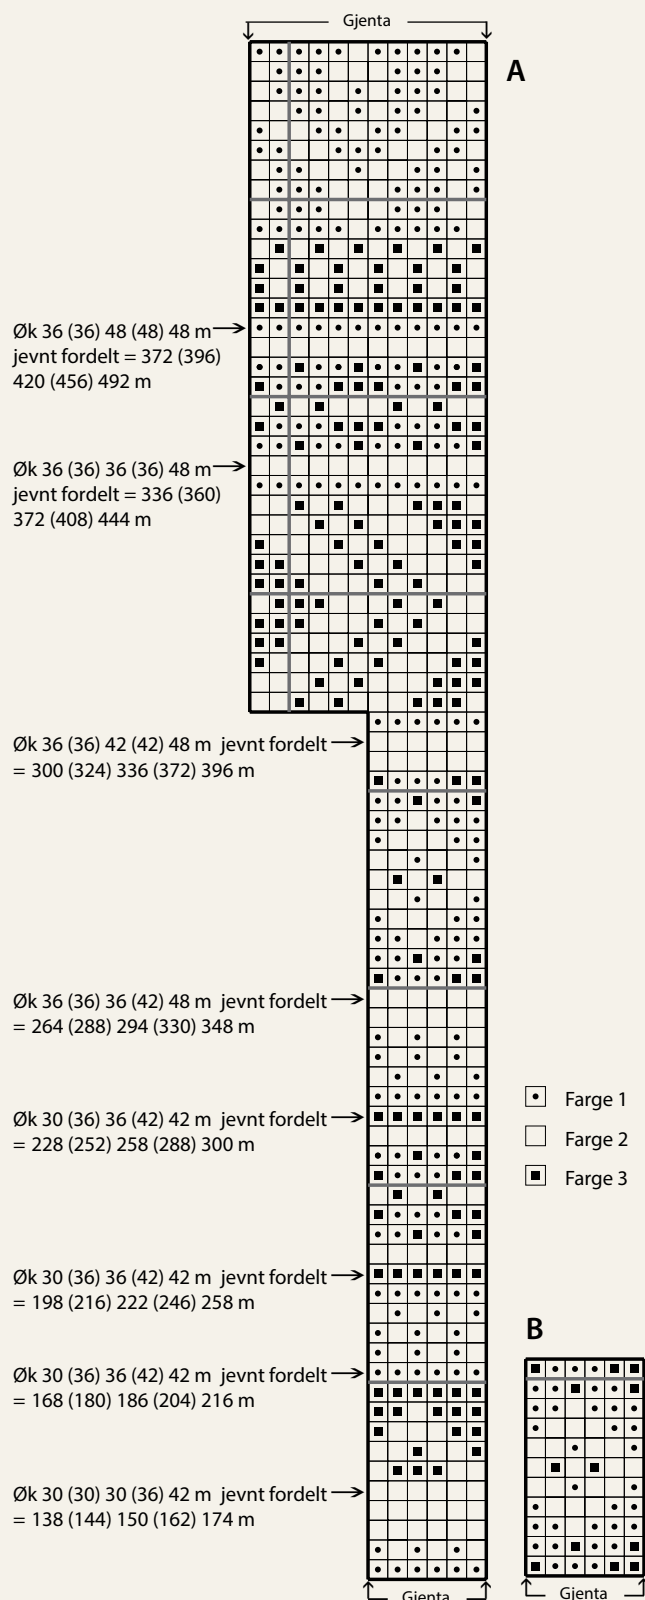 Gjenta
A
Øk 36 (36) 48 (48) 48 m
jevnt fordelt = 372 (396)
420 (456) 492 m
Øk 36 (36) 36 (36) 48 m
jevnt fordelt = 336 (360)
372 (408) 444 m
Øk 36 (36) 42 (42) 48 m jevnt fordelt
= 300 (324) 336 (372) 396 m
Øk 36 (36) 36 (42) 48 m jevnt fordelt
= 264 (288) 294 (330) 348 m
Farge 1
Øk 30 (36) 36 (42) 42 m jevnt fordelt
= 228 (252) 258 (288) 300 m
Farge 2
Farge 3
Øk 30 (36) 36 (42) 42 m jevnt fordelt
= 198 (216) 222 (246) 258 m
B
Øk 30 (36) 36 (42) 42 m jevnt fordelt
= 168 (180) 186 (204) 216 m
Øk 30 (30) 30 (36) 42 m jevnt fordelt
= 138 (144) 150 (162) 174 m
Gjenta
Gjenta